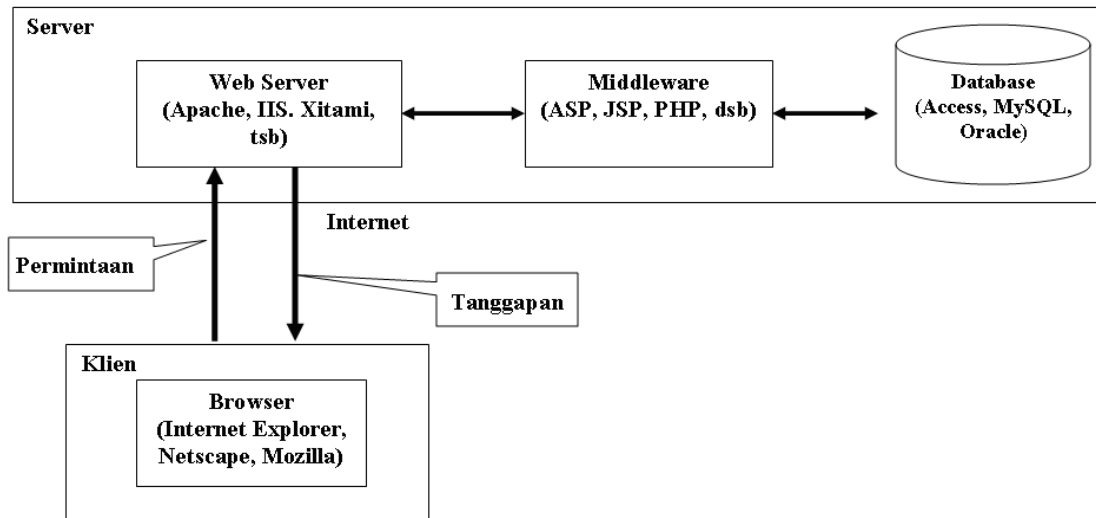 Server
Web Server
(Apache, IIS. Xitami,
tsb)
Middleware
(ASP, JSP, PHP, dsb)
Database
(Access, MySQL,
Oracle)
Internet
Permintaan
Tanggapan
Klien
Browser
(Internet Explorer,
Netscape, Mozilla)